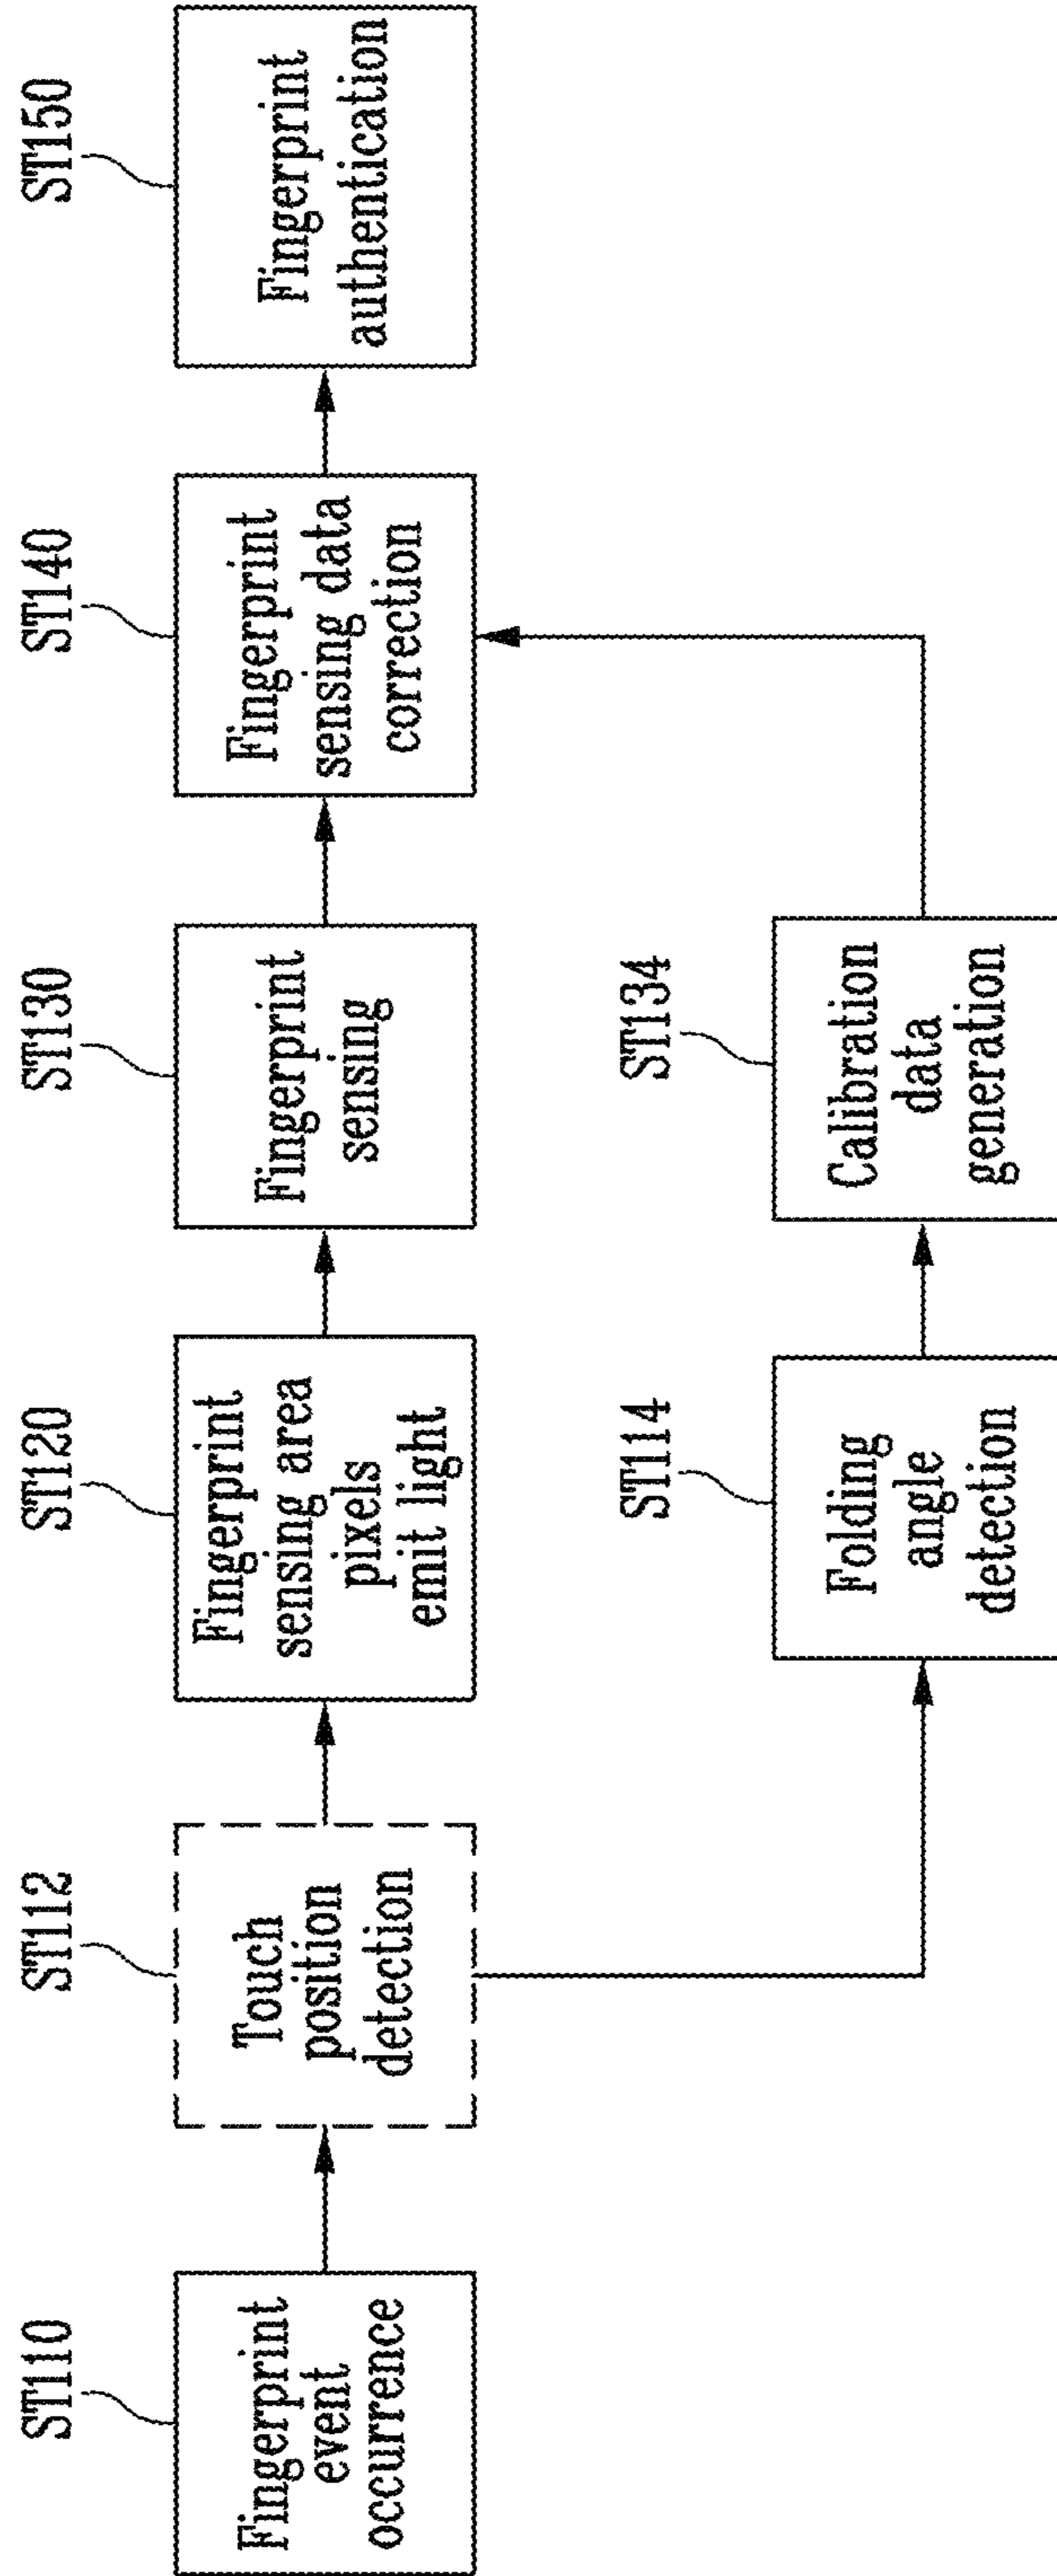 ST110
Fingerprint
event
occurrence
ST112
Touch
position
detection
ST120
Fingerprint
sensing area
pixels
emit light
ST130
Fingerprint
sensing
ST140
Fingerprint
sensing data
correction
ST150
Fingerprint
authentication
ST114
Folding
angle
detection
ST134
Calibration
data
generation